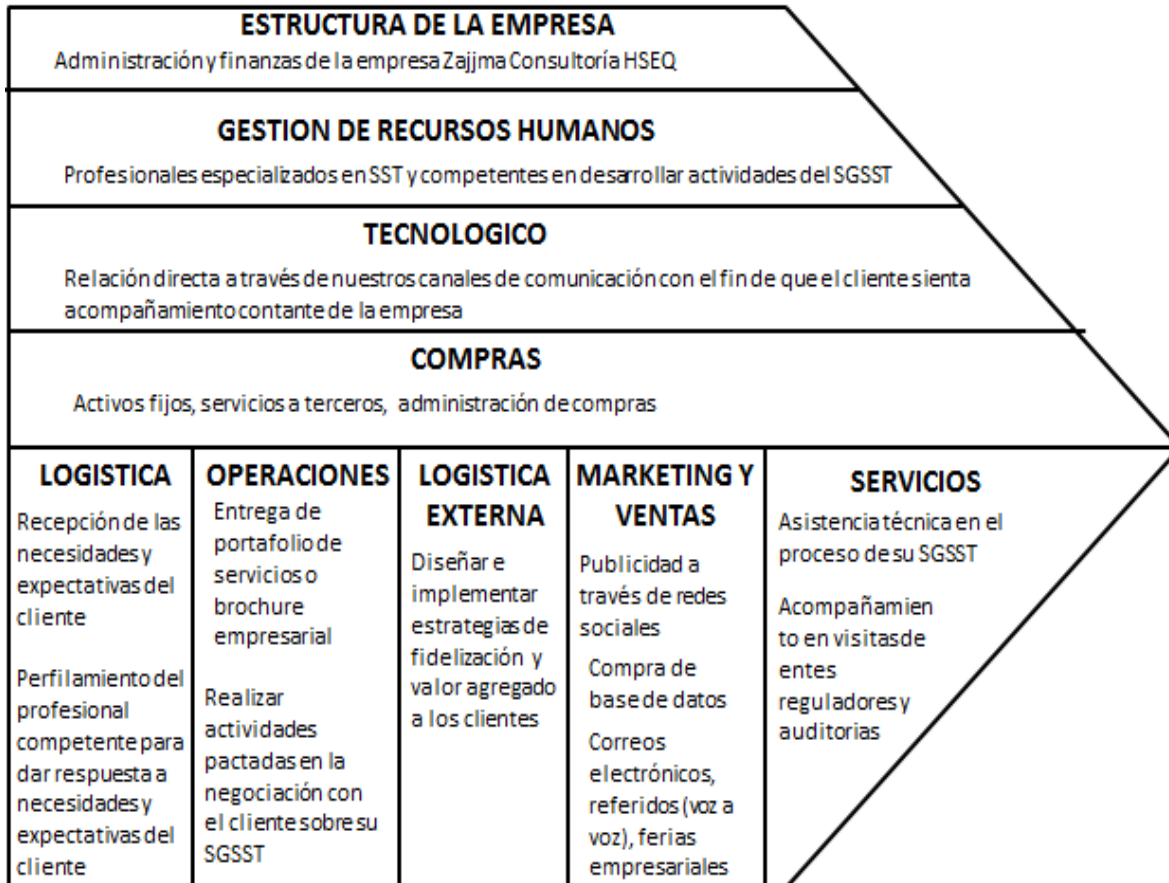 ESTRUCTURA DE LA EMPRESA
Administración y finanzas de la empresa Zajjma Consultoría HSEQ
GESTION DE RECURSOS HUMANOS
Profesionales especializados en SST y competentes en desarrollar actividades del SGSST
TECNOLOGICO
Relación directa a través de nuestros canales de comunicación con el fin de que el cliente sienta
acompañamiento contante de la empresa
COMPRAS
Activos fijos, servicios a terceros, administración de compras
LOGISTICA
Recepción de las
necesidades y
expectativas del
cliente
Perfilamiento del
profesional
competente para
dar respuesta a
necesidades y
expectativas del
cliente
OPERACIONES
Entrega de
portafolio de
servicios o
brochure
empresarial
Realizar
actividades
pactadas en la
negociación con
el cliente sobre su
SGSST
LOGISTICA
EXTERNA
Diseñar e
implementar
estrategias de
fidelización y
valor agregado
a los clientes
MARKETING Y
VENTAS
Publicidad a
través de redes
sociales
Compra de
base de datos
Correos
electrónicos,
referidos (voz a
voz), ferias
empresariales
SERVICIOS
Asistencia técnica en el
proceso de su SGSST
Acompañamien
to en visitas de
entes
reguladores y
auditorias